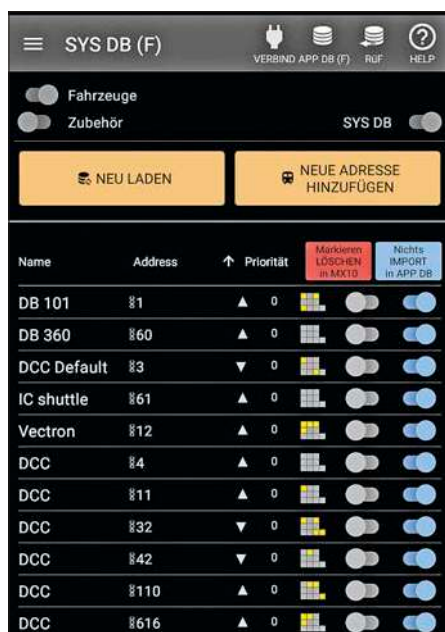 SYS DB (F)
VERBIND APP DB (F) RüF HELP
Fahrzeuge
Zubehör SYS DB
NEU LADEN
NEUE ADRESSE
HINZUFÜGEN
Name Address Priorität
Markieren
LÖSCHEN
in MX10
Nichts
IMPORT
in APP DB
DB 101 1 0
DB 360 60 0
DCC Default 3 0
IC shuttle 61 0
Vectron 12 0
DCC 4 0
DCC 11 0
DCC 32 0
DCC 42 0
DCC 110 0
DCC 616 0